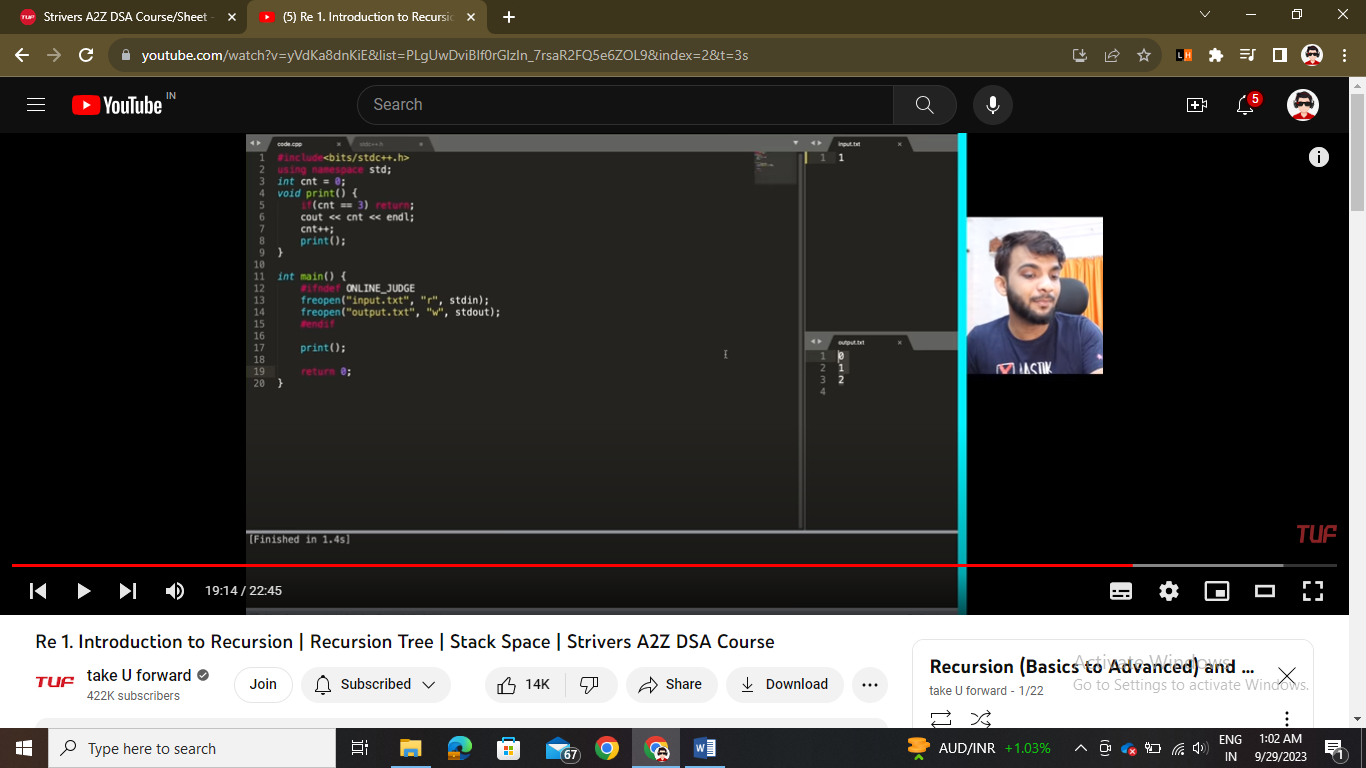 Strivers A2Z DSA Course/Sheet -
(5) Re 1. Introduction to Recursio
youtube.com/watch?v=yVdKa8dnKiE&list=PLgUwDviBIf0rGlzIn_7rsaR2FQ5e6ZOL9&index=2&t=3s
YouTube IN
Search
5
code.cpp
stdc++.h
1 #include<bits/stdc++.h>
2 using namespace std;
3 int cnt = 0;
4 void print() {
5 if(cnt == 3) return;
6 cout << cnt << endl;
7 cnt++;
8 print();
9 }
10
11 int main() {
12 #ifndef ONLINE_JUDGE
13 freopen("input.txt", "r", stdin);
14 freopen("output.txt", "w", stdout);
15 #endif
16
17 print();
18
19 return 0;
20 }
input.txt
1 1
output.txt
1 0
2 1
3 2
4
[Finished in 1.4s]
TUF
19:14 / 22:45
Re 1. Introduction to Recursion | Recursion Tree | Stack Space | Strivers A2Z DSA Course
TUF
take U forward
422K subscribers
Join
Subscribed
14K
Share
Download
Recursion (Basics to Advanced) and ...
take U forward - 1/22
Activate Windows
Go to Settings to activate Windows.
Type here to search
67
AUD/INR +1.03%
ENG
IN
1:02 AM
9/29/2023
1